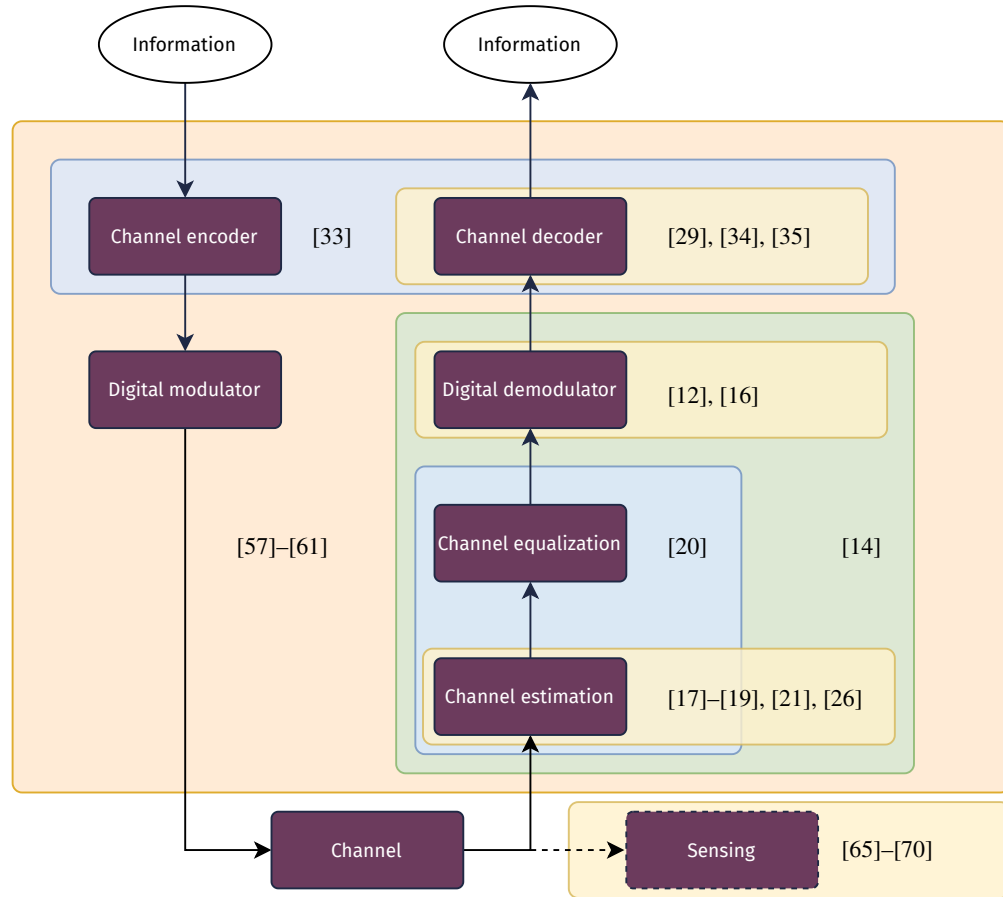 Information
Information
Channel encoder
[33]
Channel decoder
[29], [34], [35]
Digital modulator
Digital demodulator
[12], [16]
[57]–[61]
Channel equalization
[20]
[14]
Channel estimation
[17]–[19], [21], [26]
Channel
Sensing
[65]–[70]